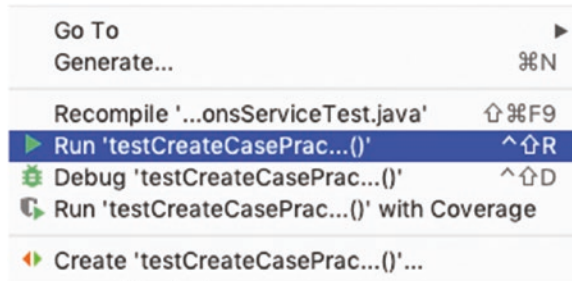 Go To
Generate... ⌘N
Recompile '...onsServiceTest.java' ⇧⌘F9
Run 'testCreateCasePrac...()' ^⇧R
Debug 'testCreateCasePrac...()' ^⇧D
Run 'testCreateCasePrac...()' with Coverage
Create 'testCreateCasePrac...()'...